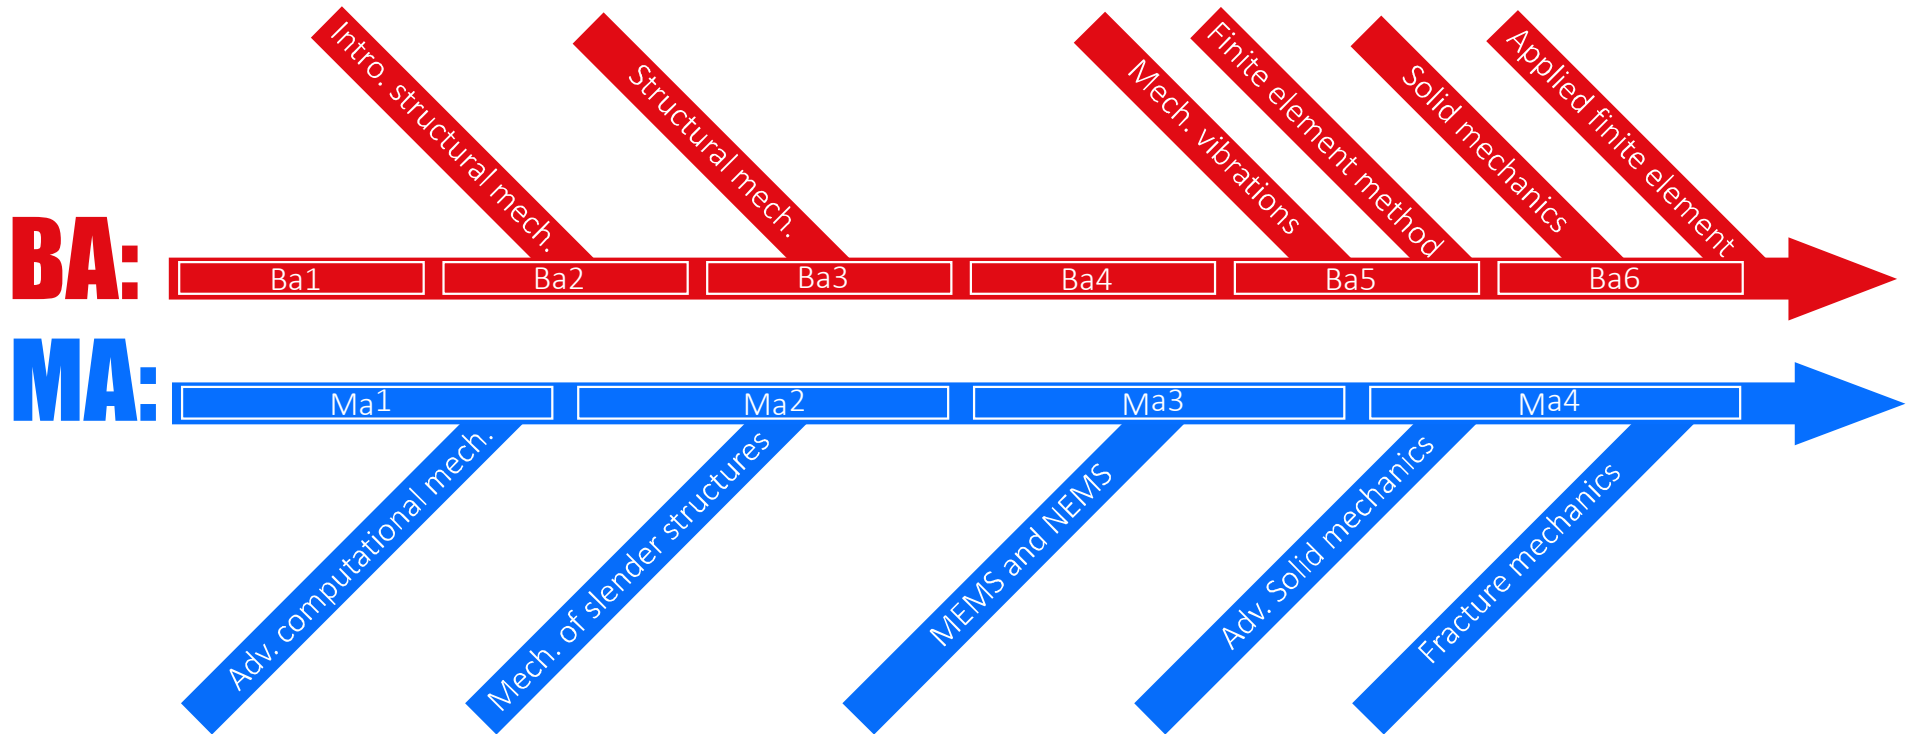 Intro. structural mech.
Structural mech.
Mech. vibrations
Finite element method
Solid mechanics
Applied finite element
BA:
Ba1
Ba2
Ba3
Ba4
Ba5
Ba6
MA:
Ma1
Ma2
Ma3
Ma4
Adv. computational mech.
Mech. of slender structures
MEMS and NEMS
Adv. Solid mechanics
Fracture mechanics